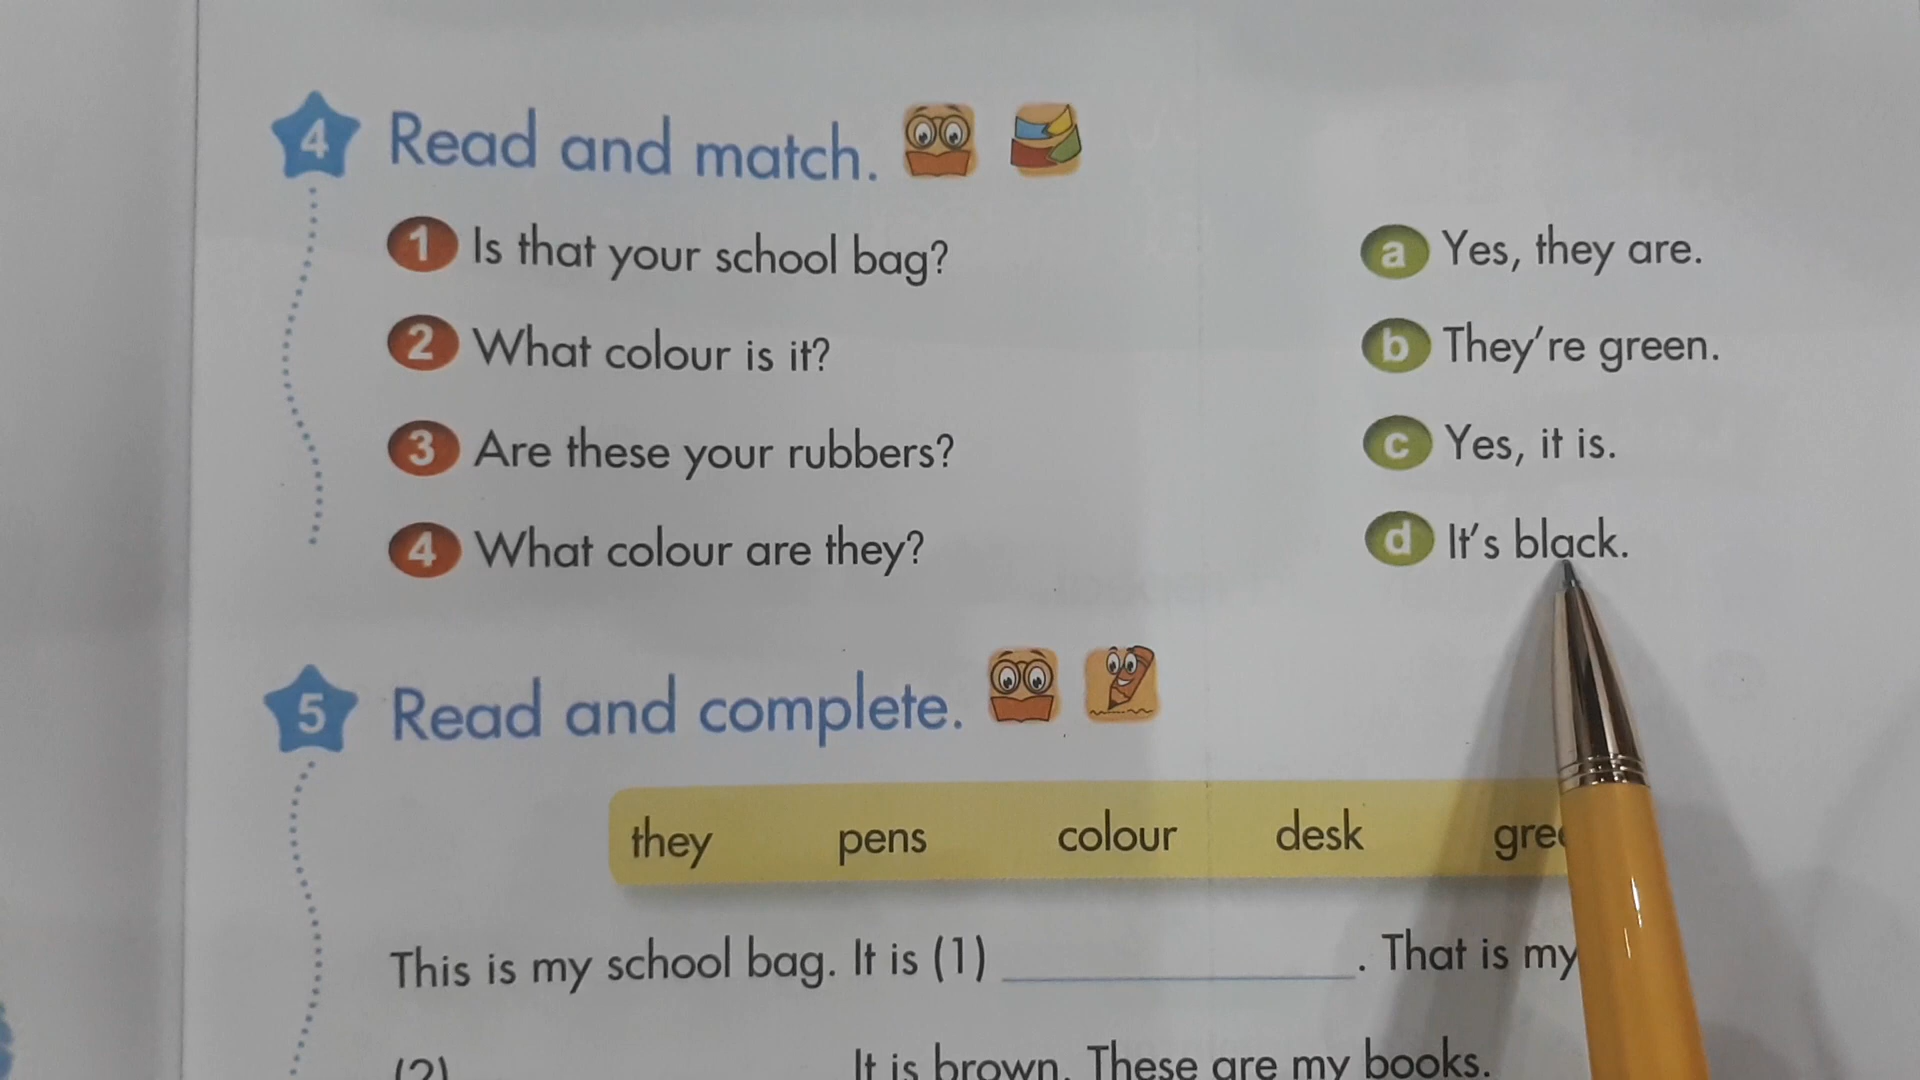 4 Read and match.
1 Is that your school bag?
a Yes, they are.
2 What colour is it?
b They're green.
3 Are these your rubbers?
c Yes, it is.
4 What colour are they?
d It's black.
5 Read and complete.
they pens colour desk
This is my school bag. It is (1) ____________. That is my
(2) It is brown. These are my books.